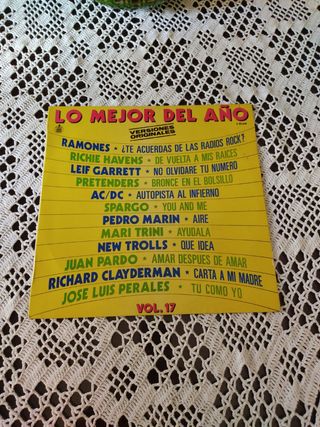 LO MEJOR DEL AÑO
VERSIONES
ORIGINALES
RAMONES • ¿TE ACUERDAS DE LAS RADIOS ROCK?
RICHIE HAVENS • DE VUELTA A MIS RAICES
LEIF GARRETT • NO OLVIDARE TU NUMERO
PRETENDERS • BRONCE EN EL BOLSILLO
AC/DC • AUTOPISTA AL INFIERNO
SPARGO • YOU AND ME
PEDRO MARIN • AIRE
MARI TRINI • AYUDALA
NEW TROLLS • QUE IDEA
JUAN PARDO • AMAR DESPUES DE AMAR
RICHARD CLAYDERMAN • CARTA A MI MADRE
JOSE LUIS PERALES • TU COMO YO
VOL. 17